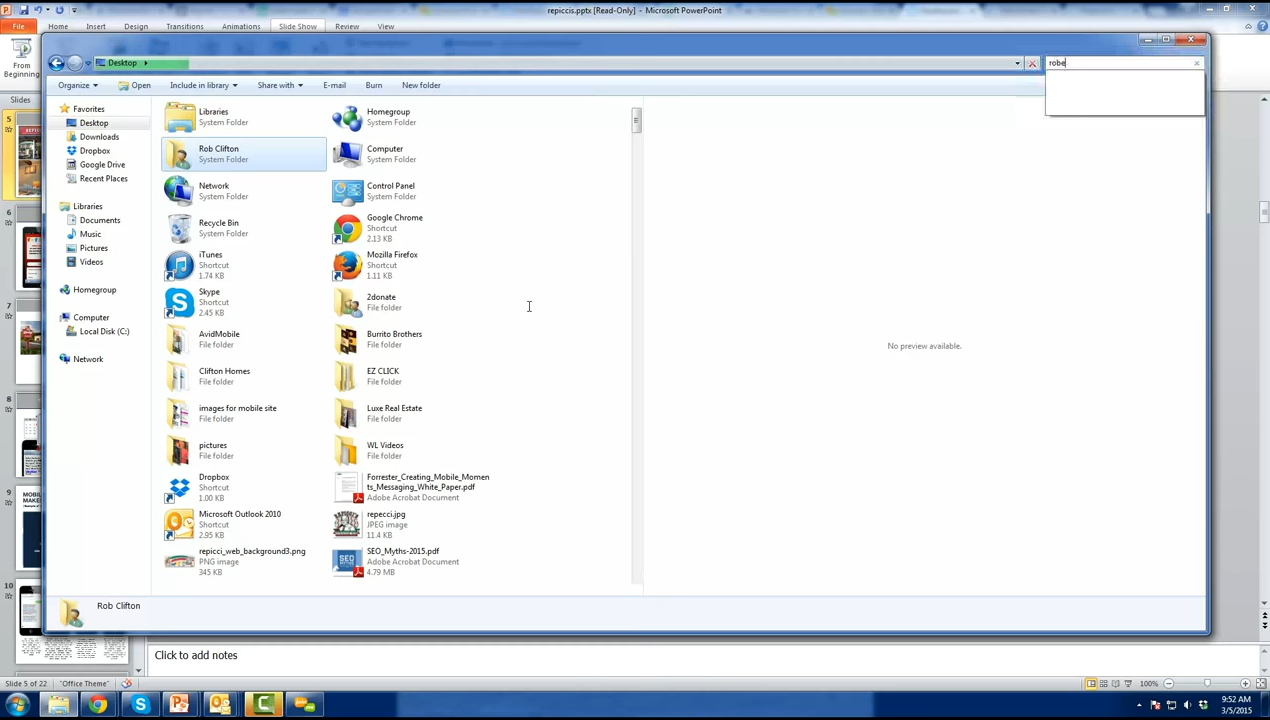 repiccis.pptx [Read-Only] - Microsoft PowerPoint
File Home Insert Design Transitions Animations Slide Show Review View
From
Beginning
Desktop
robe
Organize Open Include in library Share with E-mail Burn New folder
Slides
Favorites
Desktop
Downloads
Dropbox
Google Drive
Recent Places
Libraries
Documents
Music
Pictures
Videos
Homegroup
Computer
Local Disk (C:)
Network
Libraries
System Folder
Homegroup
System Folder
Rob Clifton
System Folder
Computer
System Folder
Network
System Folder
Control Panel
System Folder
Recycle Bin
System Folder
Google Chrome
Shortcut
2.13 KB
iTunes
Shortcut
1.74 KB
Mozilla Firefox
Shortcut
1.11 KB
Skype
Shortcut
2.45 KB
2donate
File folder
AvidMobile
File folder
Burrito Brothers
File folder
Clifton Homes
File folder
EZ CLICK
File folder
images for mobile site
File folder
Luxe Real Estate
File folder
pictures
File folder
WL Videos
File folder
Dropbox
Shortcut
1.00 KB
Forrester_Creating_Mobile_Mome
nts_Messaging_White_Paper.pdf
Adobe Acrobat Document
Microsoft Outlook 2010
Shortcut
2.95 KB
repecci.jpg
JPEG image
11.4 KB
repicci_web_background3.png
PNG image
345 KB
SEO_Myths-2015.pdf
Adobe Acrobat Document
4.79 MB
No preview available.
Rob Clifton
5
6
7
8
9
10
Click to add notes
Slide 5 of 22 "Office Theme" 100%
9:52 AM
3/5/2015